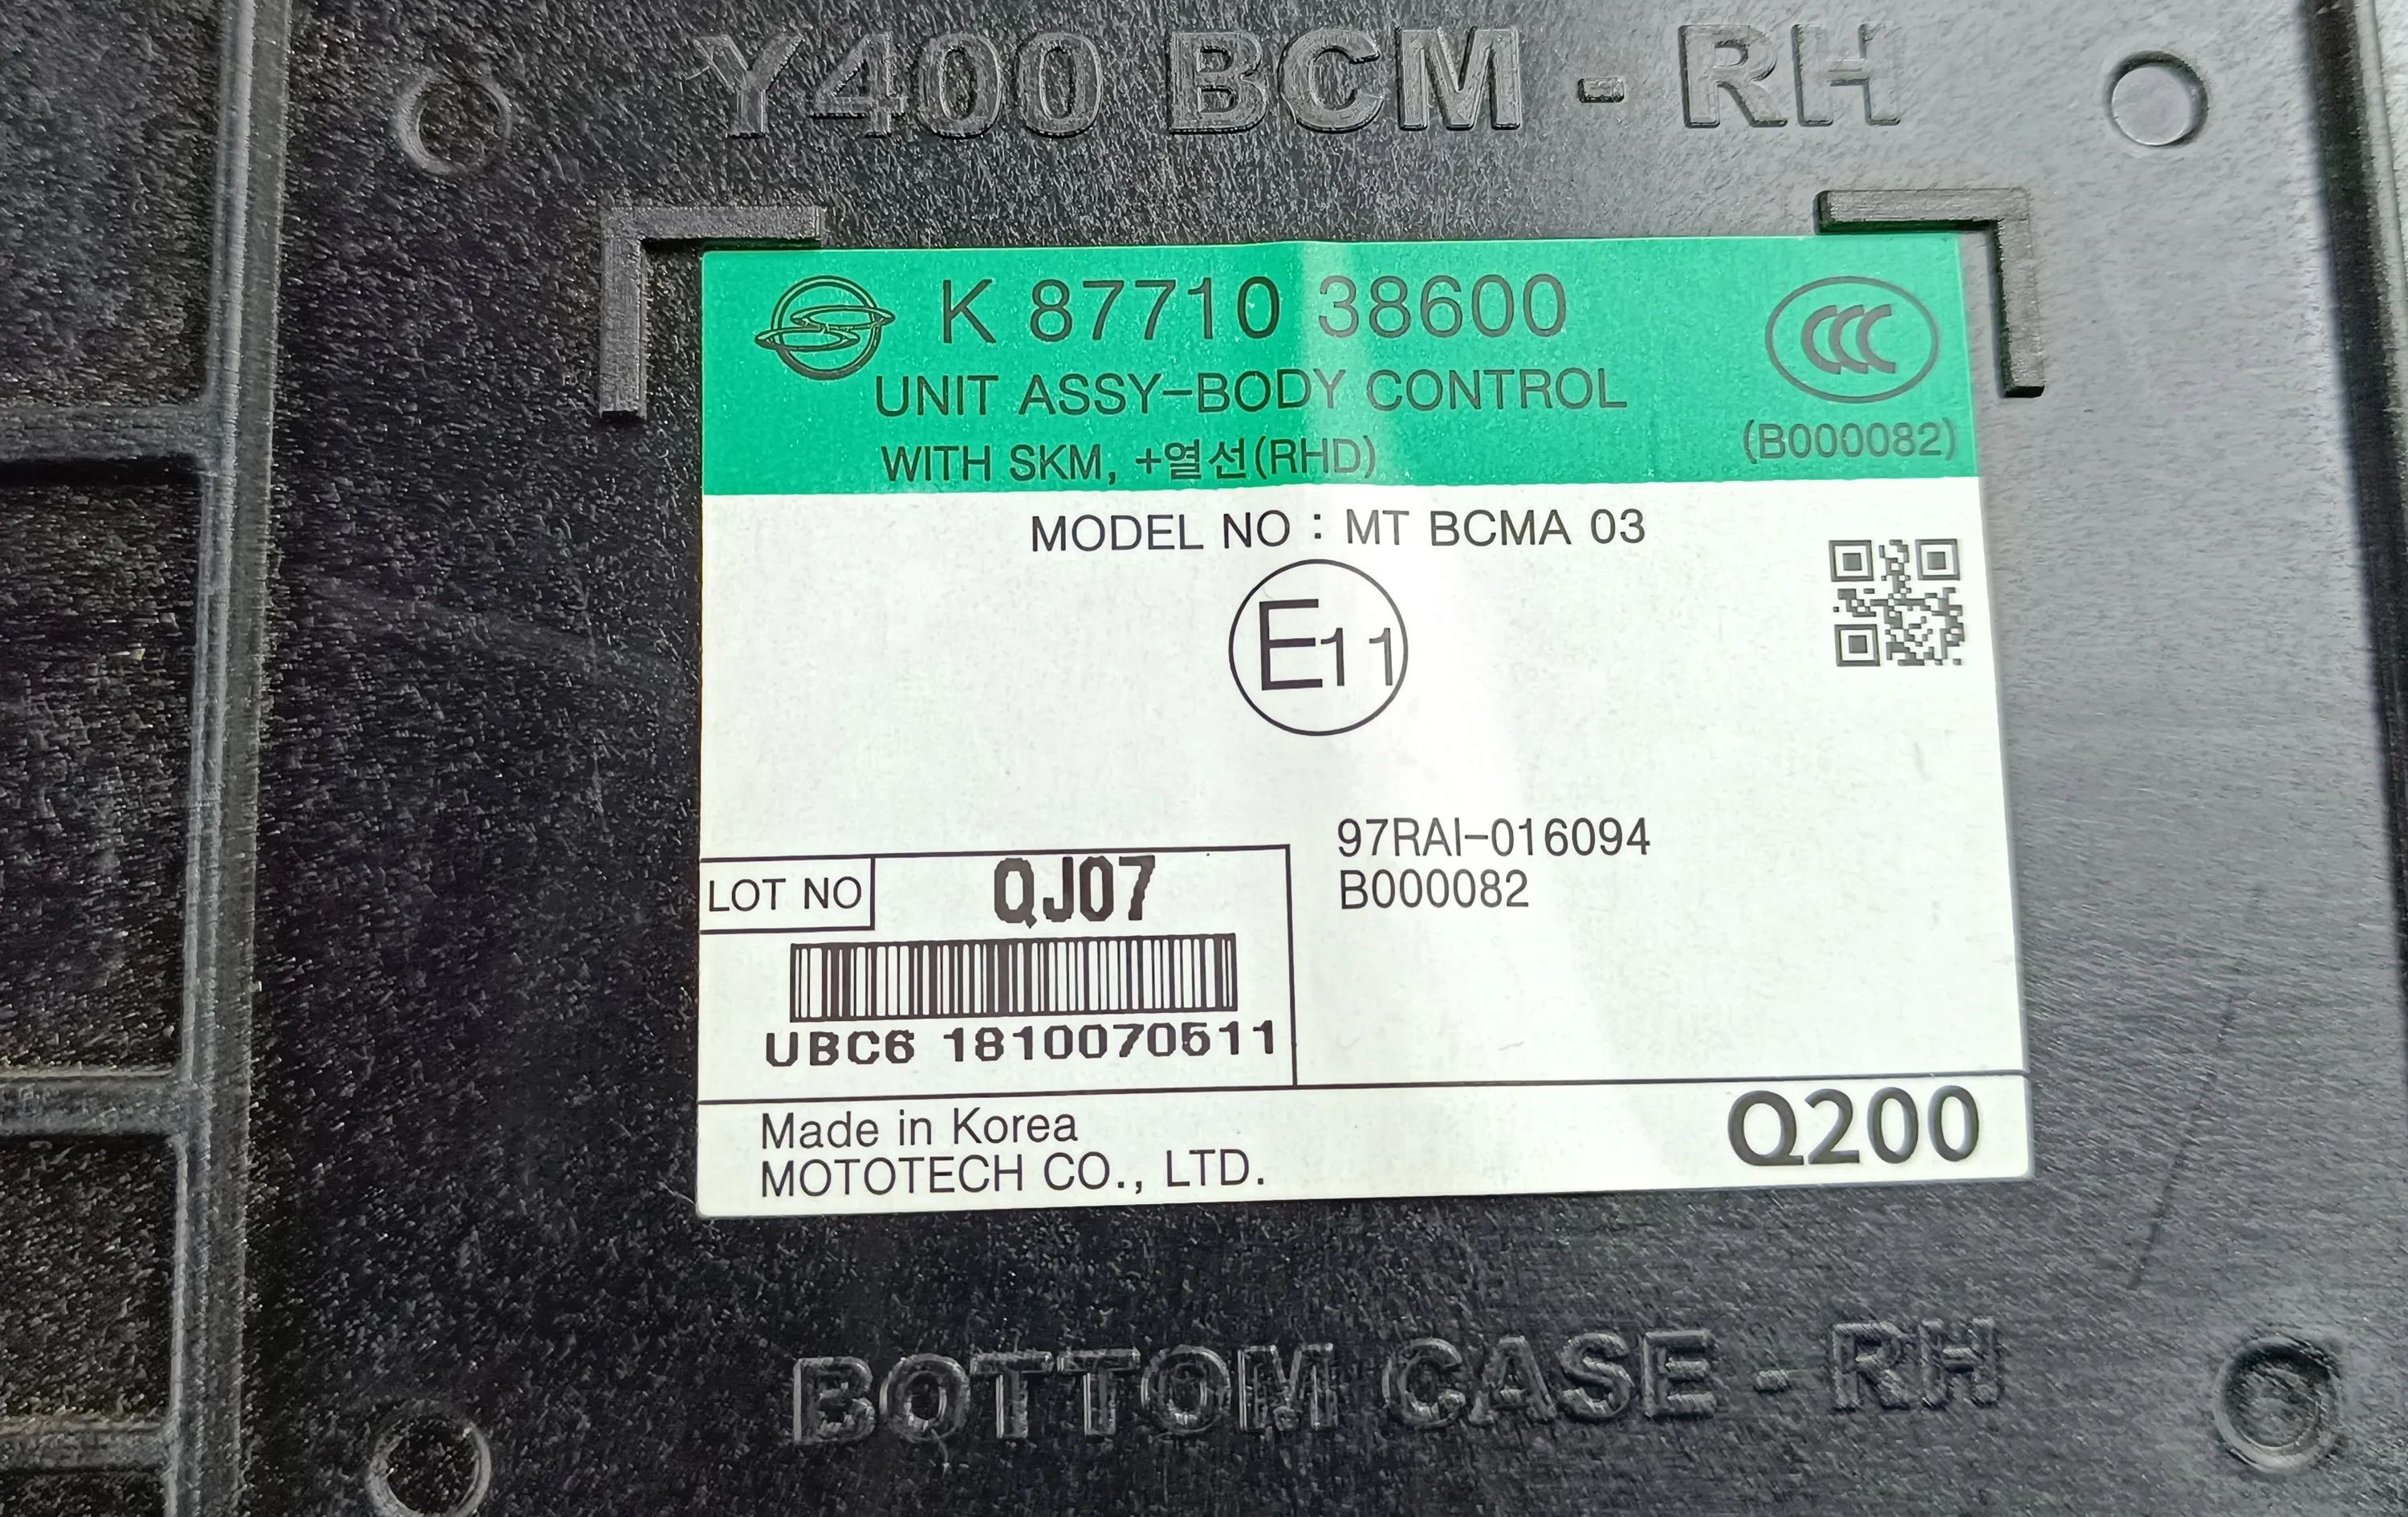 Y400 BCM - RH
K 87710 38600
UNIT ASSY-BODY CONTROL
WITH SKM, +열선(RHD)
(B000082)
MODEL NO : MT BCMA 03
E11
97RAI-016094
B000082
LOT NO
QJ07
UBC6 1810070511
Made in Korea
MOTOTECH CO., LTD.
Q200
BOTTOM CASE - RH